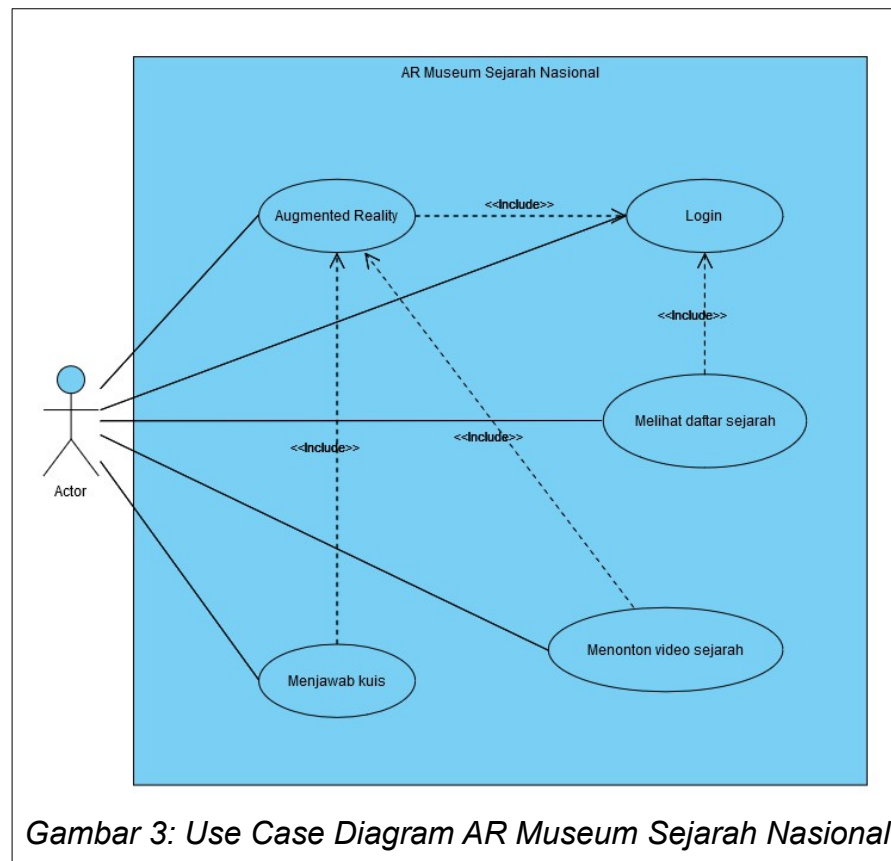 AR Museum Sejarah Nasional
Augmented Reality
<<Include>>
Login
<<Include>>
Melihat daftar sejarah
<<Include>>
<<Include>>
Actor
Menonton video sejarah
Menjawab kuis
Gambar 3: Use Case Diagram AR Museum Sejarah Nasional